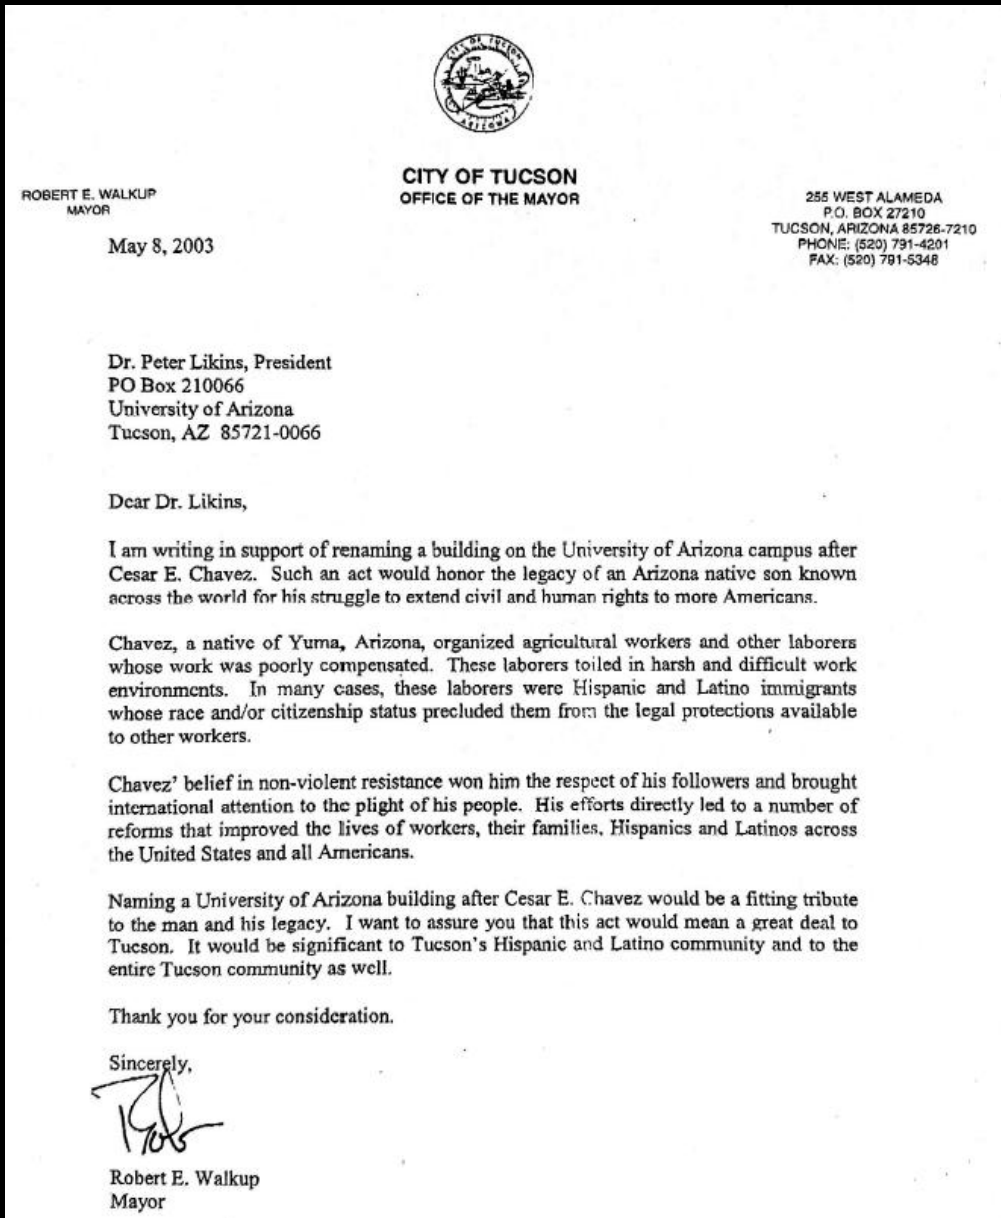 CITY OF TUCSON
ARIZONA
CITY OF TUCSON
OFFICE OF THE MAYOR
ROBERT E. WALKUP
MAYOR
255 WEST ALAMEDA
P.O. BOX 27210
TUCSON, ARIZONA 85726-7210
PHONE: (520) 791-4201
FAX: (520) 791-5348
May 8, 2003
Dr. Peter Likins, President
PO Box 210066
University of Arizona
Tucson, AZ 85721-0066
Dear Dr. Likins,
I am writing in support of renaming a building on the University of Arizona campus after
Cesar E. Chavez. Such an act would honor the legacy of an Arizona native son known
across the world for his struggle to extend civil and human rights to more Americans.
Chavez, a native of Yuma, Arizona, organized agricultural workers and other laborers
whose work was poorly compensated. These laborers toiled in harsh and difficult work
environments. In many cases, these laborers were Hispanic and Latino immigrants
whose race and/or citizenship status precluded them from the legal protections available
to other workers.
Chavez' belief in non-violent resistance won him the respect of his followers and brought
international attention to the plight of his people. His efforts directly led to a number of
reforms that improved the lives of workers, their families, Hispanics and Latinos across
the United States and all Americans.
Naming a University of Arizona building after Cesar E. Chavez would be a fitting tribute
to the man and his legacy. I want to assure you that this act would mean a great deal to
Tucson. It would be significant to Tucson's Hispanic and Latino community and to the
entire Tucson community as well.
Thank you for your consideration.
Sincerely,
Robert E. Walkup
Mayor